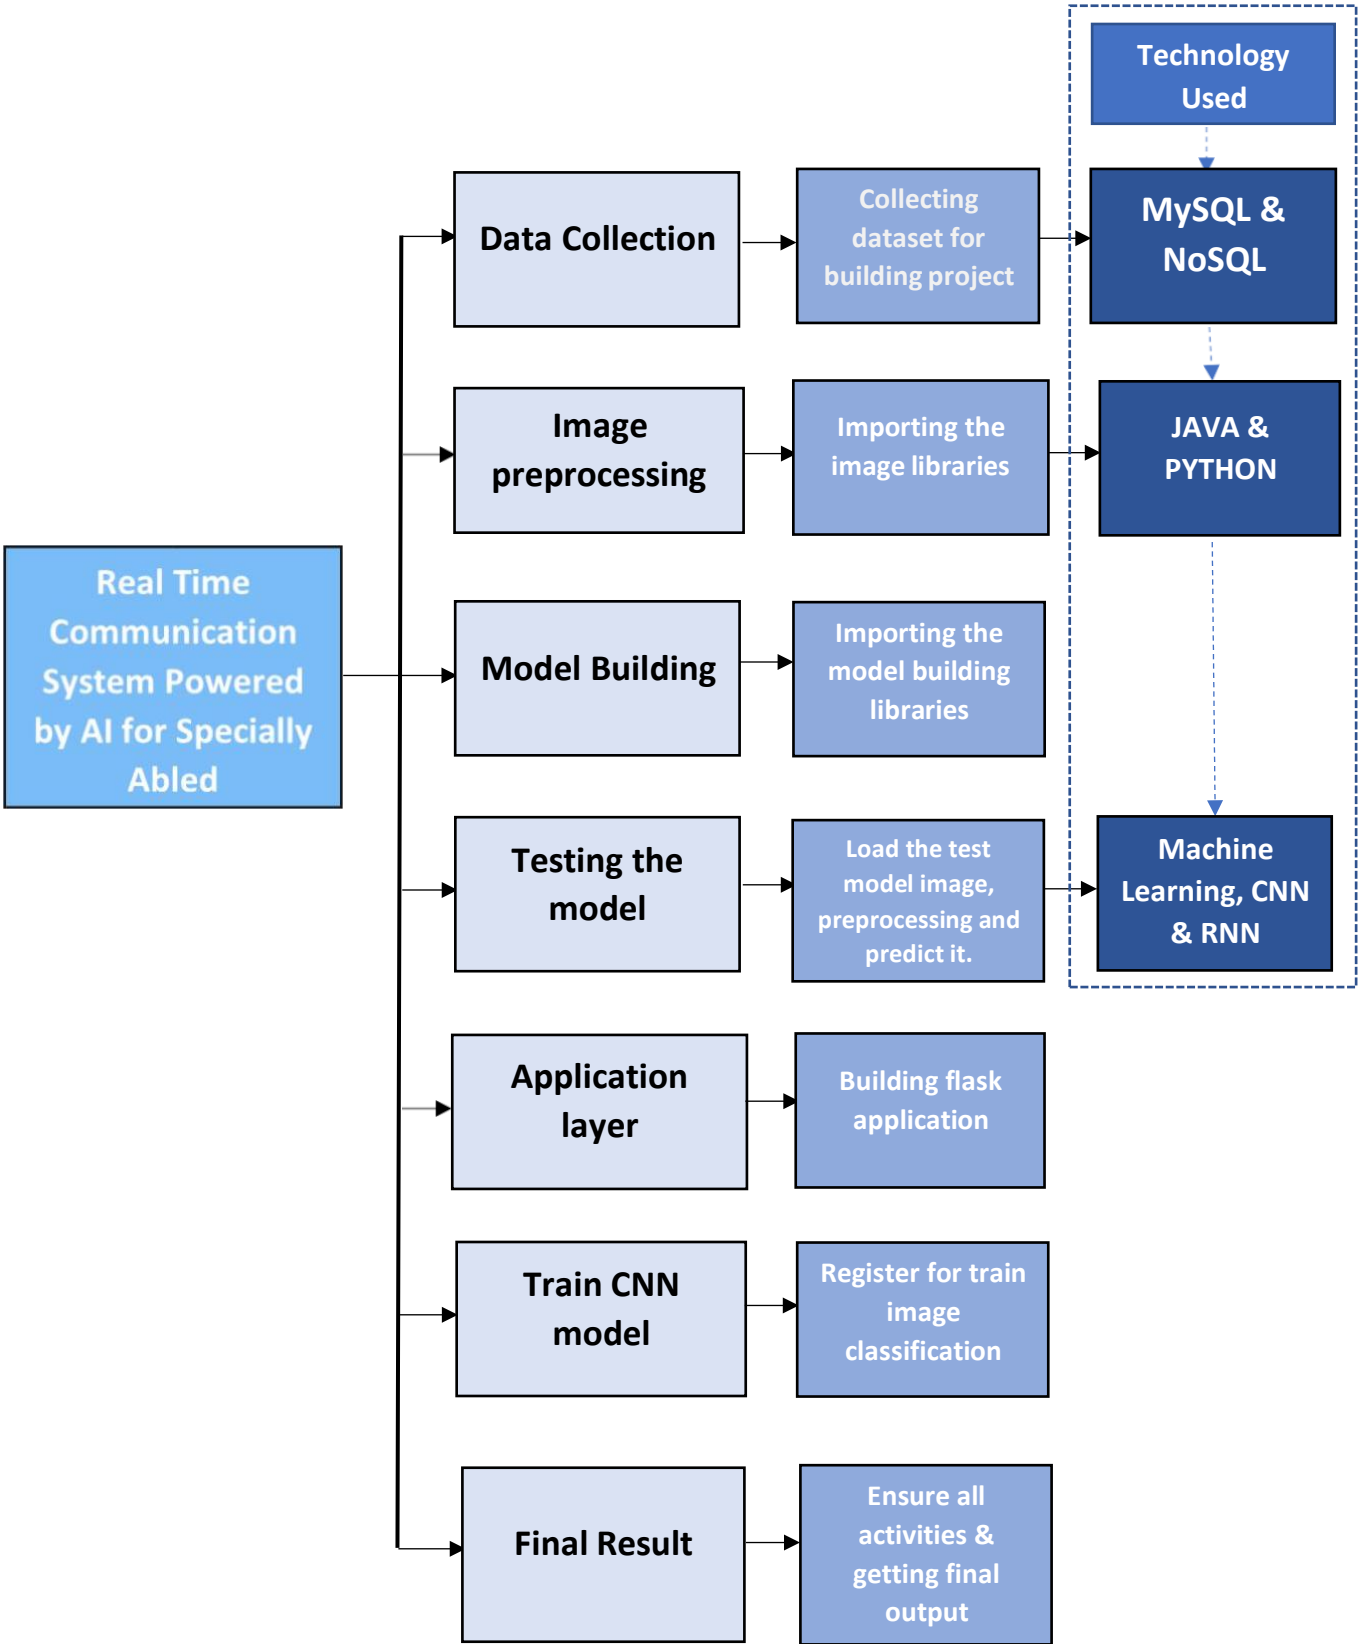 Technology
Used
Data Collection
Collecting
dataset for
building project
MySQL &
NoSQL
Image
preprocessing
Importing the
image libraries
JAVA &
PYTHON
Real Time
Communication
System Powered
by AI for Specially
Abled
Model Building
Importing the
model building
libraries
Testing the
model
Load the test
model image,
preprocessing and
predict it.
Machine
Learning, CNN
& RNN
Application
layer
Building flask
application
Train CNN
model
Register for train
image
classification
Final Result
Ensure all
activities &
getting final
output